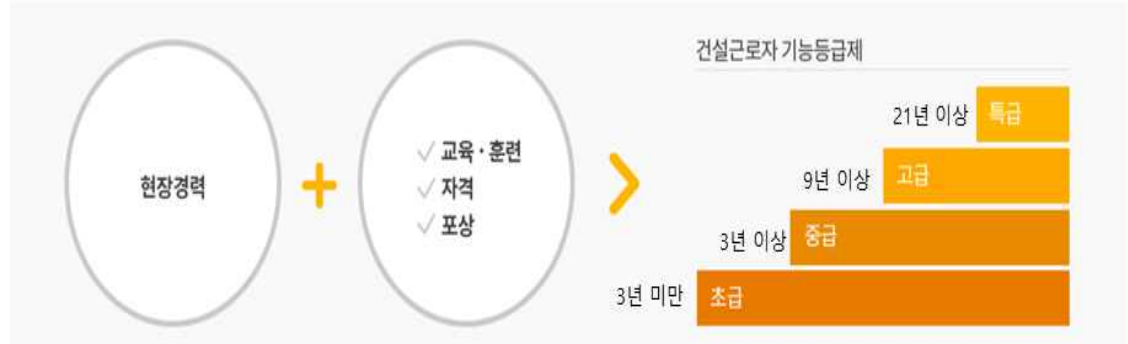 현장경력
+
✓ 교육·훈련
✓ 자격
✓ 포상
건설근로자 기능등급제
21년 이상 특급
9년 이상 고급
3년 이상 중급
3년 미만 초급